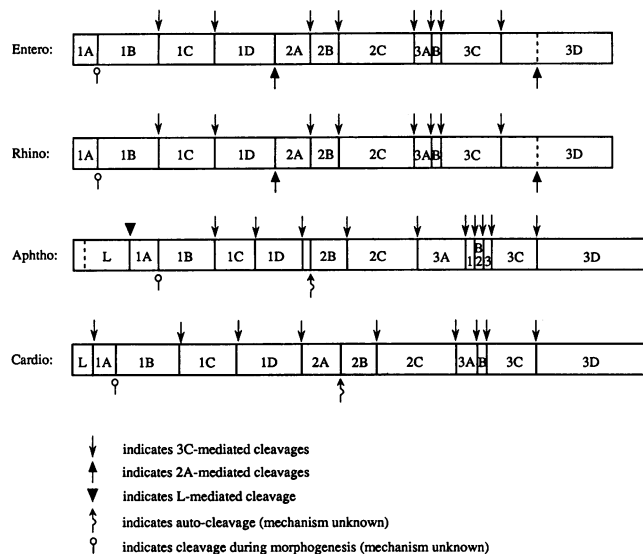 Entero: 1A 1B 1C 1D 2A 2B 2C 3A B 3C 3D
Rhino: 1A 1B 1C 1D 2A 2B 2C 3A B 3C 3D
Aphtho: L 1A 1B 1C 1D 2B 2C 3A 1 B 2 3 3C 3D
Cardio: L 1A 1B 1C 1D 2A 2B 2C 3A B 3C 3D
indicates 3C-mediated cleavages
indicates 2A-mediated cleavages
indicates L-mediated cleavage
indicates auto-cleavage (mechanism unknown)
indicates cleavage during morphogenesis (mechanism unknown)